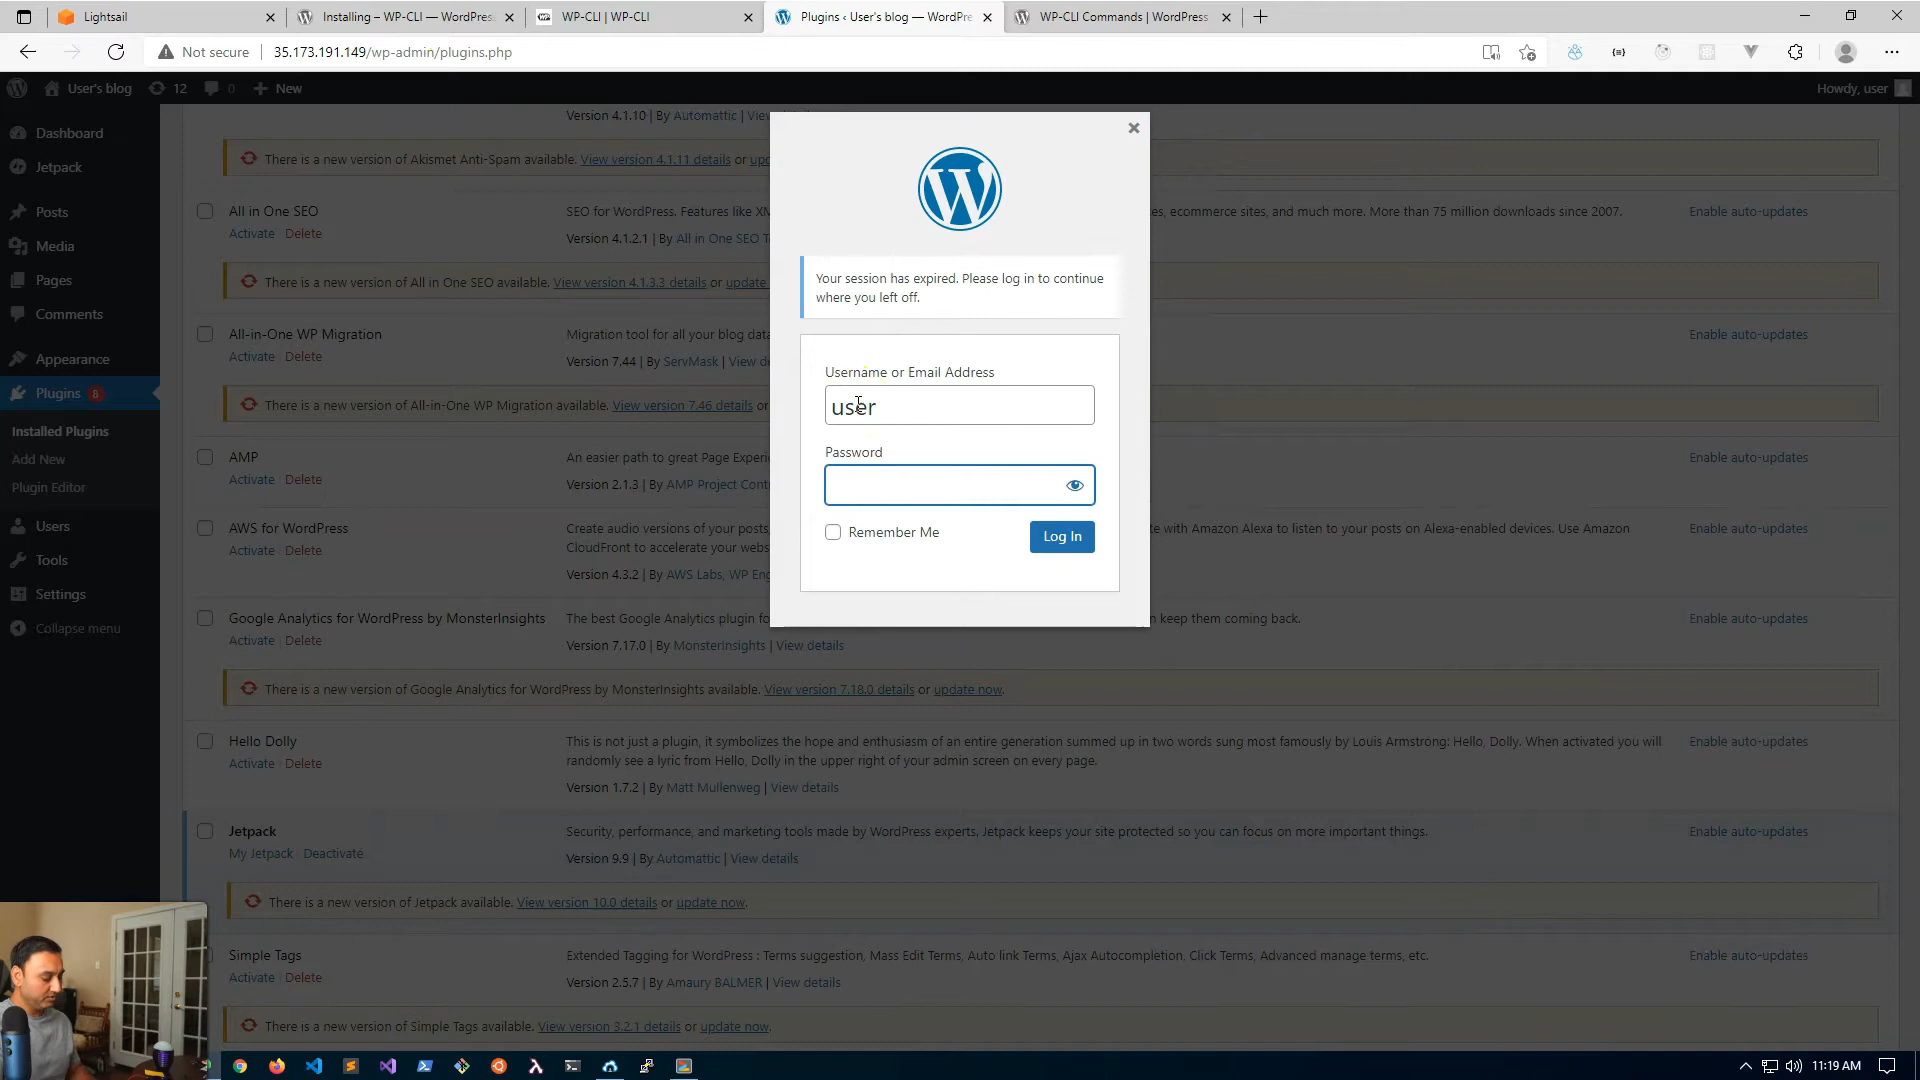 Lightsail
Installing – WP-CLI — WordPress
WP-CLI | WP-CLI
Plugins ‹ User's blog — WordPre
WP-CLI Commands | WordPress
Not secure
35.173.191.149/wp-admin/plugins.php
User's blog
12
0
New
Howdy, user
Dashboard
Jetpack
Posts
Media
Pages
Comments
Appearance
Plugins 8
Installed Plugins
Add New
Plugin Editor
Users
Tools
Settings
Collapse menu
Version 4.1.10 | By Automattic |
There is a new version of Akismet Anti-Spam available. View version 4.1.11 details or
All in One SEO
Activate | Delete
SEO for WordPress. Features like
ecommerce sites, and much more. More than 75 million downloads since 2007.
Enable auto-updates
Version 4.1.2.1 | By All in One SEO
There is a new version of All in One SEO available. View version 4.1.3.3 details or update
All-in-One WP Migration
Activate | Delete
Migration tool for all your blog
Enable auto-updates
Version 7.44 | By ServMask |
There is a new version of All-in-One WP Migration available. View version 7.46 details or
AMP
Activate | Delete
An easier path to great Page
Enable auto-updates
Version 2.1.3 | By AMP Project
AWS for WordPress
Activate | Delete
Create audio versions of your posts,
with Amazon Alexa to listen to your posts on Alexa-enabled devices. Use Amazon
CloudFront to accelerate your
Enable auto-updates
Version 4.3.2 | By AWS Labs, WP
Google Analytics for WordPress by MonsterInsights
Activate | Delete
The best Google Analytics plugin
keep them coming back.
Enable auto-updates
Version 7.17.0 | By MonsterInsights | View details
There is a new version of Google Analytics for WordPress by MonsterInsights available. View version 7.18.0 details or update now.
Hello Dolly
Activate | Delete
This is not just a plugin, it symbolizes the hope and enthusiasm of an entire generation summed up in two words sung most famously by Louis Armstrong: Hello, Dolly. When activated you will
randomly see a lyric from Hello, Dolly in the upper right of your admin screen on every page.
Enable auto-updates
Version 1.7.2 | By Matt Mullenweg | View details
Jetpack
My Jetpack | Deactivate
Security, performance, and marketing tools made by WordPress experts. Jetpack keeps your site protected so you can focus on more important things.
Enable auto-updates
Version 9.9 | By Automattic | View details
There is a new version of Jetpack available. View version 10.0 details or update now.
Simple Tags
Activate | Delete
Extended Tagging for WordPress : Terms suggestion, Mass Edit Terms, Auto link Terms, Ajax Autocompletion, Click Terms, Advanced manage terms, etc.
Enable auto-updates
Version 2.5.7 | By Amaury BALMER | View details
There is a new version of Simple Tags available. View version 3.2.1 details or update now.
Your session has expired. Please log in to continue
where you left off.
Username or Email Address
user
Password
Remember Me
Log In
11:19 AM